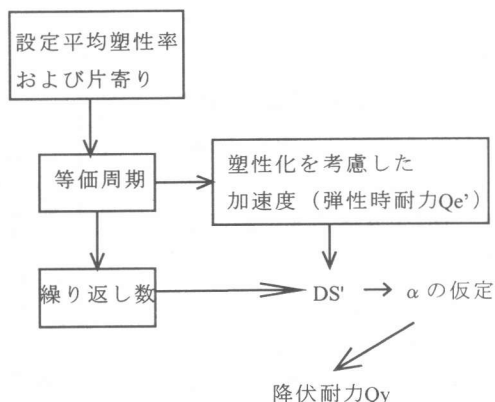 設定平均塑性率
および片寄り
等価周期
塑性化を考慮した
加速度（弾性時耐力Qe'）
繰り返し数
DS' → αの仮定
降伏耐力Qy